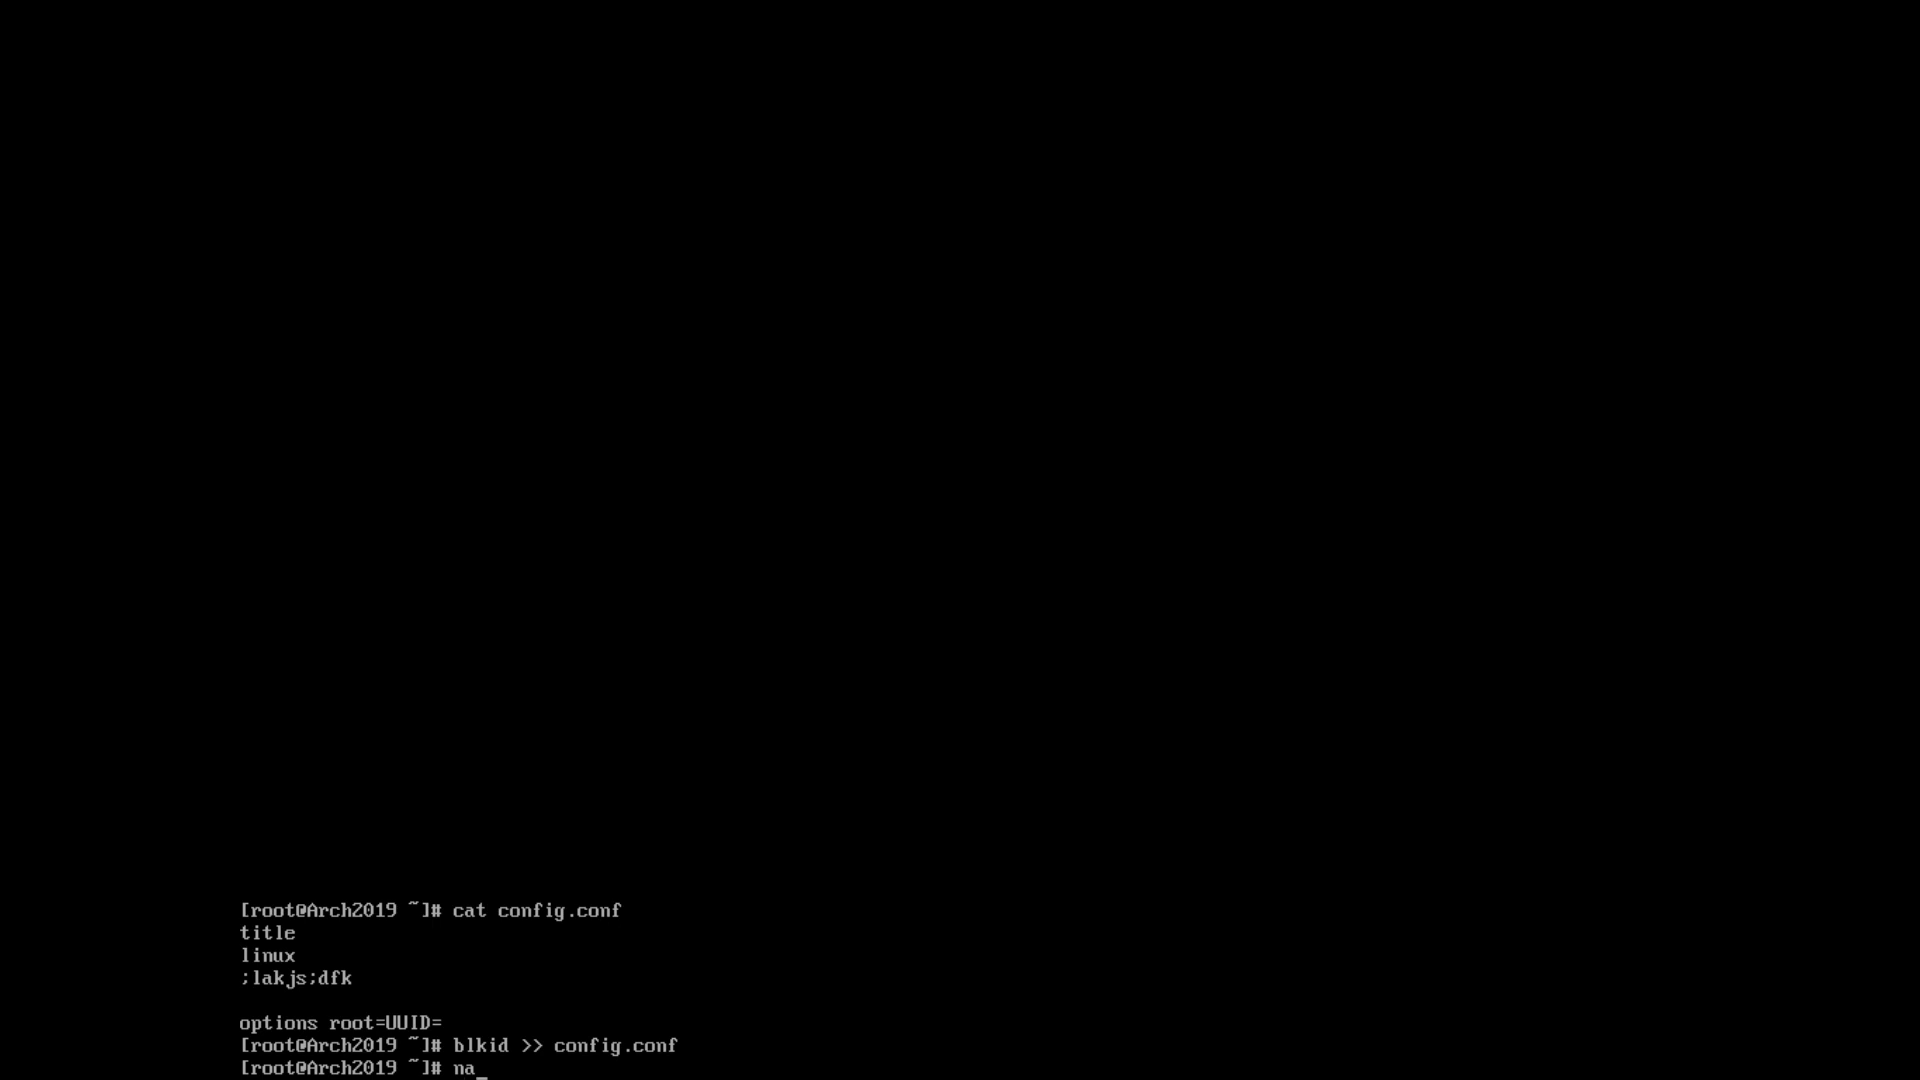 [root@Arch2019 ~]# cat config.conf
title
linux
;lakjs;dfk

options root=UUID=
[root@Arch2019 ~]# blkid >> config.conf
[root@Arch2019 ~]# na_